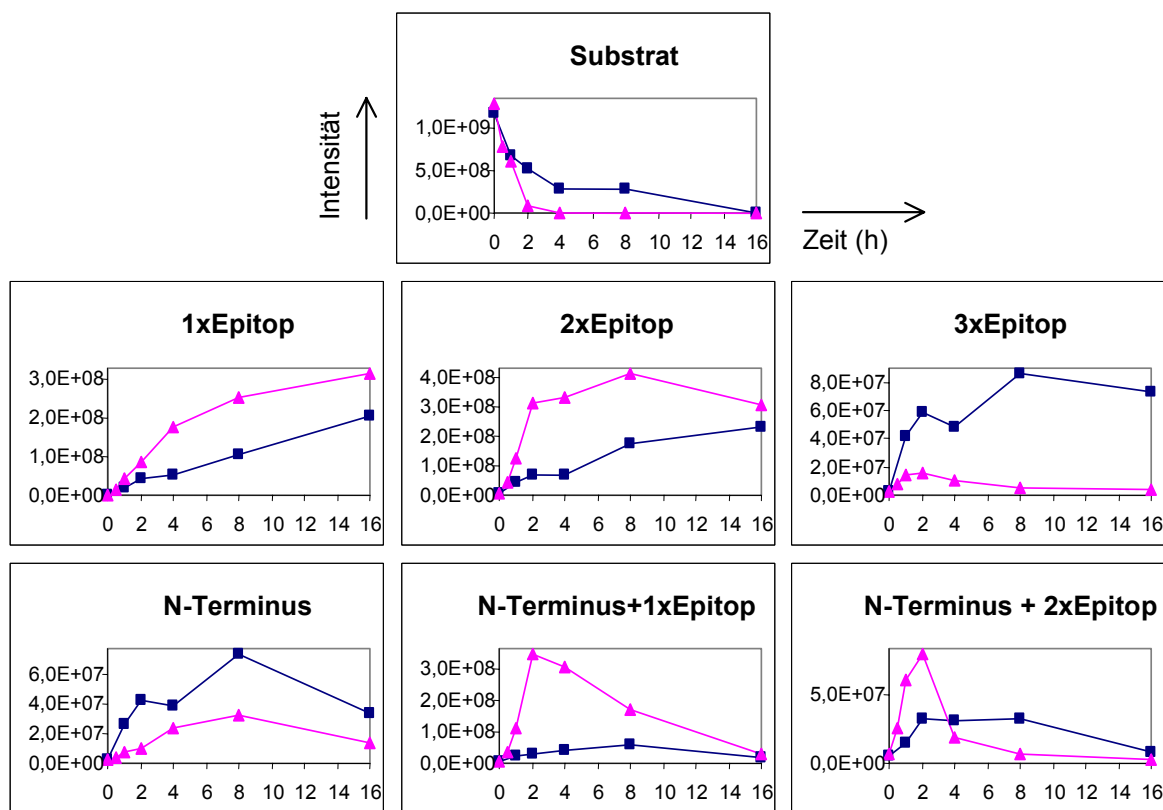 Substrat
Intensität
1,0E+09
5,0E+08
0,0E+00
0 2 4 6 8 10 12 14 16
Zeit (h)
1xEpitop
3,0E+08
2,0E+08
1,0E+08
0,0E+00
0 2 4 6 8 10 12 14 16
2xEpitop
4,0E+08
3,0E+08
2,0E+08
1,0E+08
0,0E+00
0 2 4 6 8 10 12 14 16
3xEpitop
8,0E+07
6,0E+07
4,0E+07
2,0E+07
0,0E+00
0 2 4 6 8 10 12 14 16
N-Terminus
6,0E+07
4,0E+07
2,0E+07
0,0E+00
0 2 4 6 8 10 12 14 16
N-Terminus+1xEpitop
3,0E+08
2,0E+08
1,0E+08
0,0E+00
0 2 4 6 8 10 12 14 16
N-Terminus + 2xEpitop
5,0E+07
0,0E+00
0 2 4 6 8 10 12 14 16